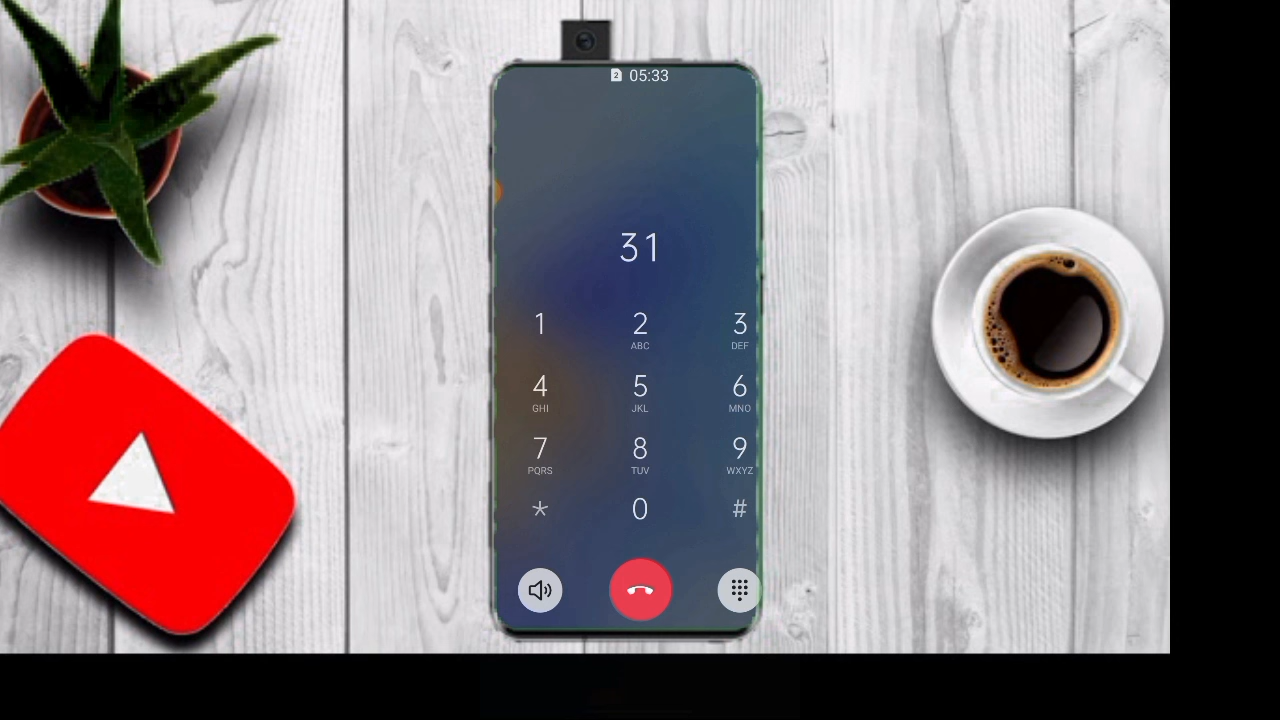 2 05:33
31
1 2 3
ABC DEF
4 5 6
GHI JKL MNO
7 8 9
PQRS TUV WXYZ
* 0 #